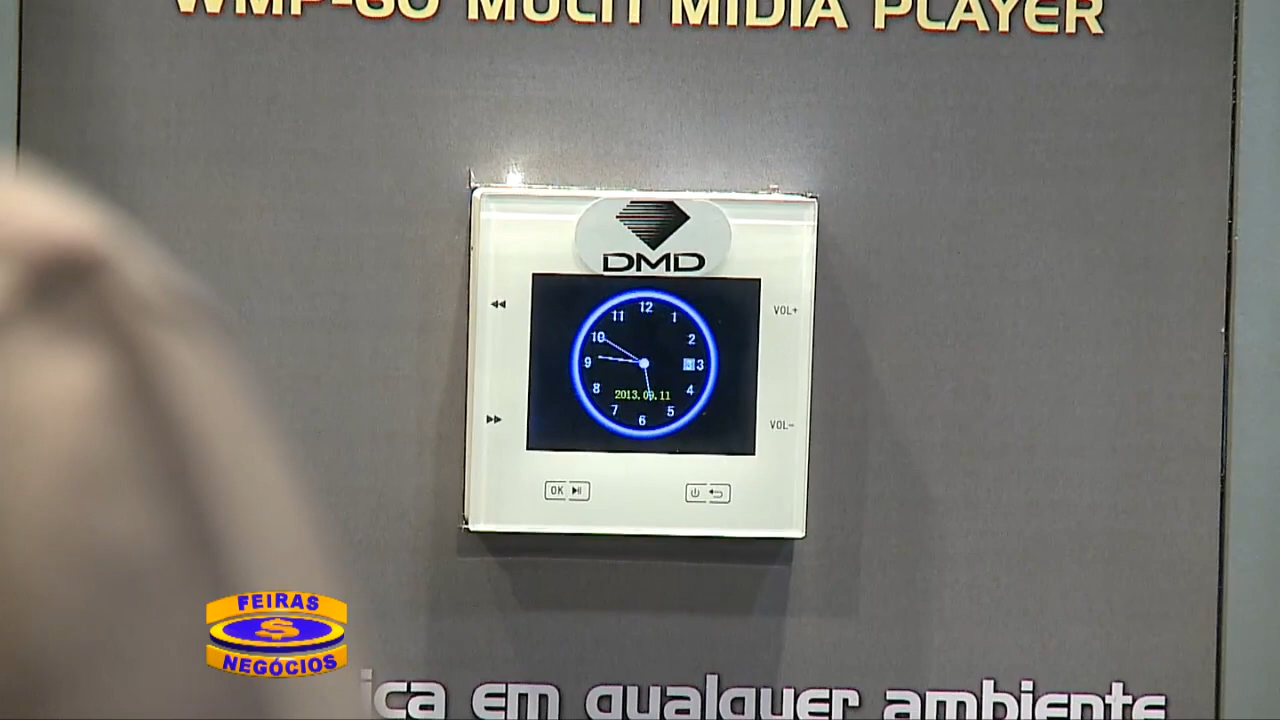 WMP-60 MULTI MIDIA PLAYER
DMD
VOL+
12
11
1
10
2
9
3
8
4
2013.09.11
7
5
6
VOL-
OK
FEIRAS
$
NEGÓCIOS
em qualquer ambiente